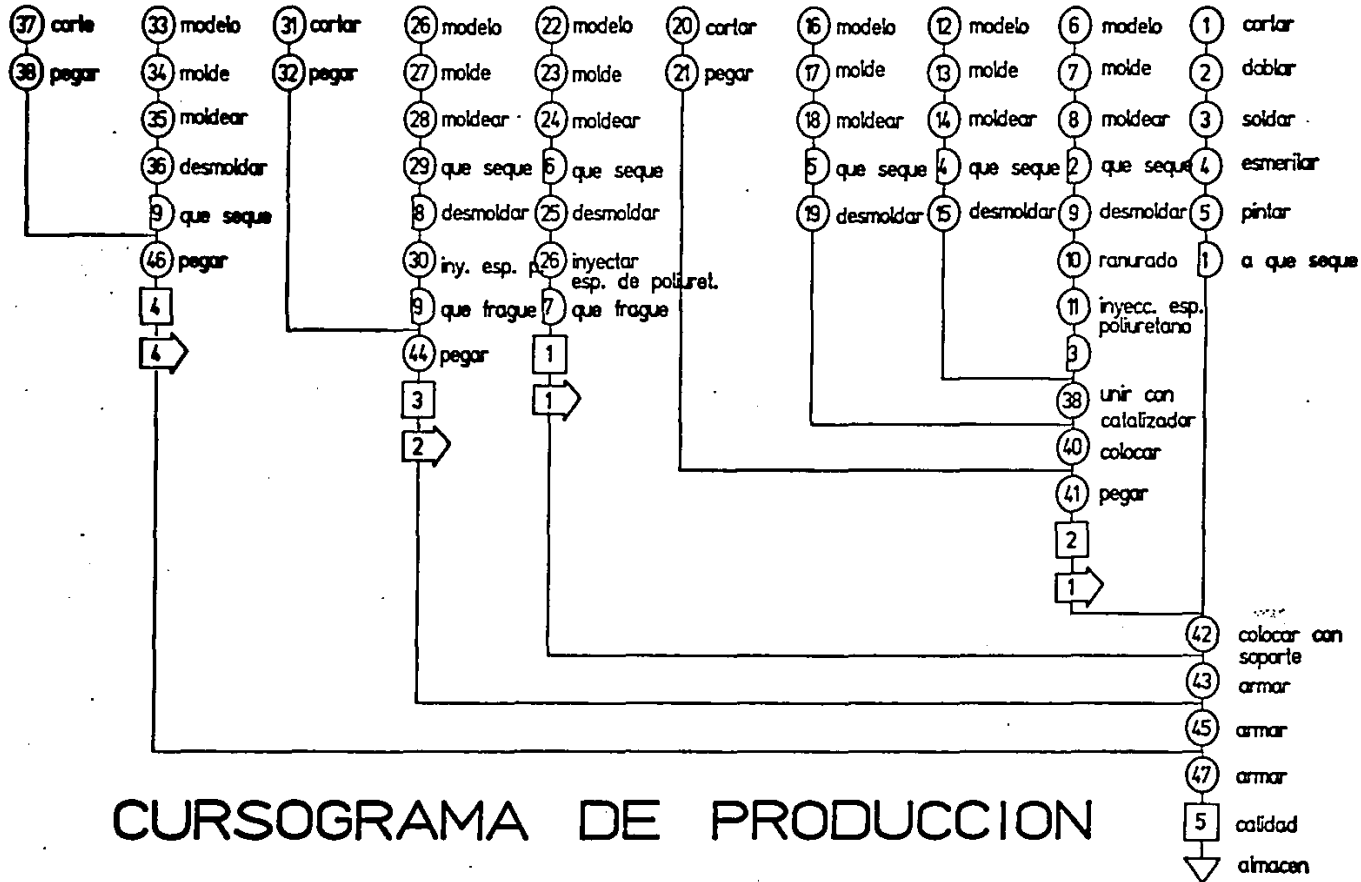 37 corte 33 modelo 31 cortar 26 modelo 22 modelo 20 cortar 16 modelo 12 modelo 6 modelo 1 cortar
38 pegar 34 molde 32 pegar 27 molde 23 molde 21 pegar 17 molde 13 molde 7 molde 2 doblar
35 moldear 28 moldear 24 moldear 18 moldear 14 moldear 8 moldear 3 soldar
36 desmoldar 29 que seque 6 que seque 5 que seque 4 que seque 2 que seque 4 esmerilar
9 que seque 8 desmoldar 25 desmoldar 19 desmoldar 15 desmoldar 9 desmoldar 5 pintar
46 pegar 30 iny. esp. p. 26 inyectar 10 ranurado 1 a que seque
esp. de poliuret.
4 9 que frague 7 que frague 11 inyecc. esp.
poliuretano
4 44 pegar 1 3
3 1 38 unir con
catalizador
2 40 colocar
41 pegar
2
1
42 colocar con
soporte
43 armar
45 armar
47 armar
CURSOGRAMA DE PRODUCCION
5 calidad
almacen